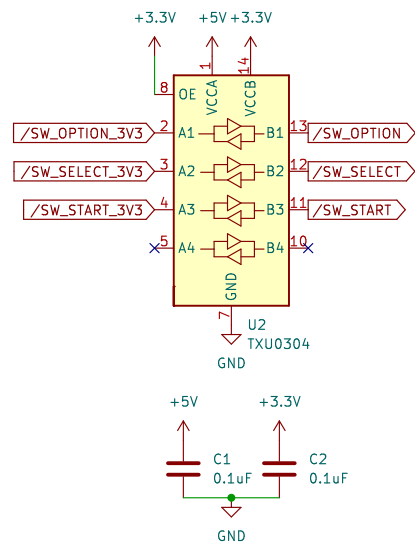 +3.3V +5V +3.3V
1 14
8 OE VCCA VCCB
/SW_OPTION_3V3 2 A1 B1 13 /SW_OPTION
/SW_SELECT_3V3 3 A2 B2 12 /SW_SELECT
/SW_START_3V3 4 A3 B3 11 /SW_START
5 A4 B4 10
GND
7 U2
TXU0304
GND
+5V +3.3V
C1 C2
0.1uF 0.1uF
GND